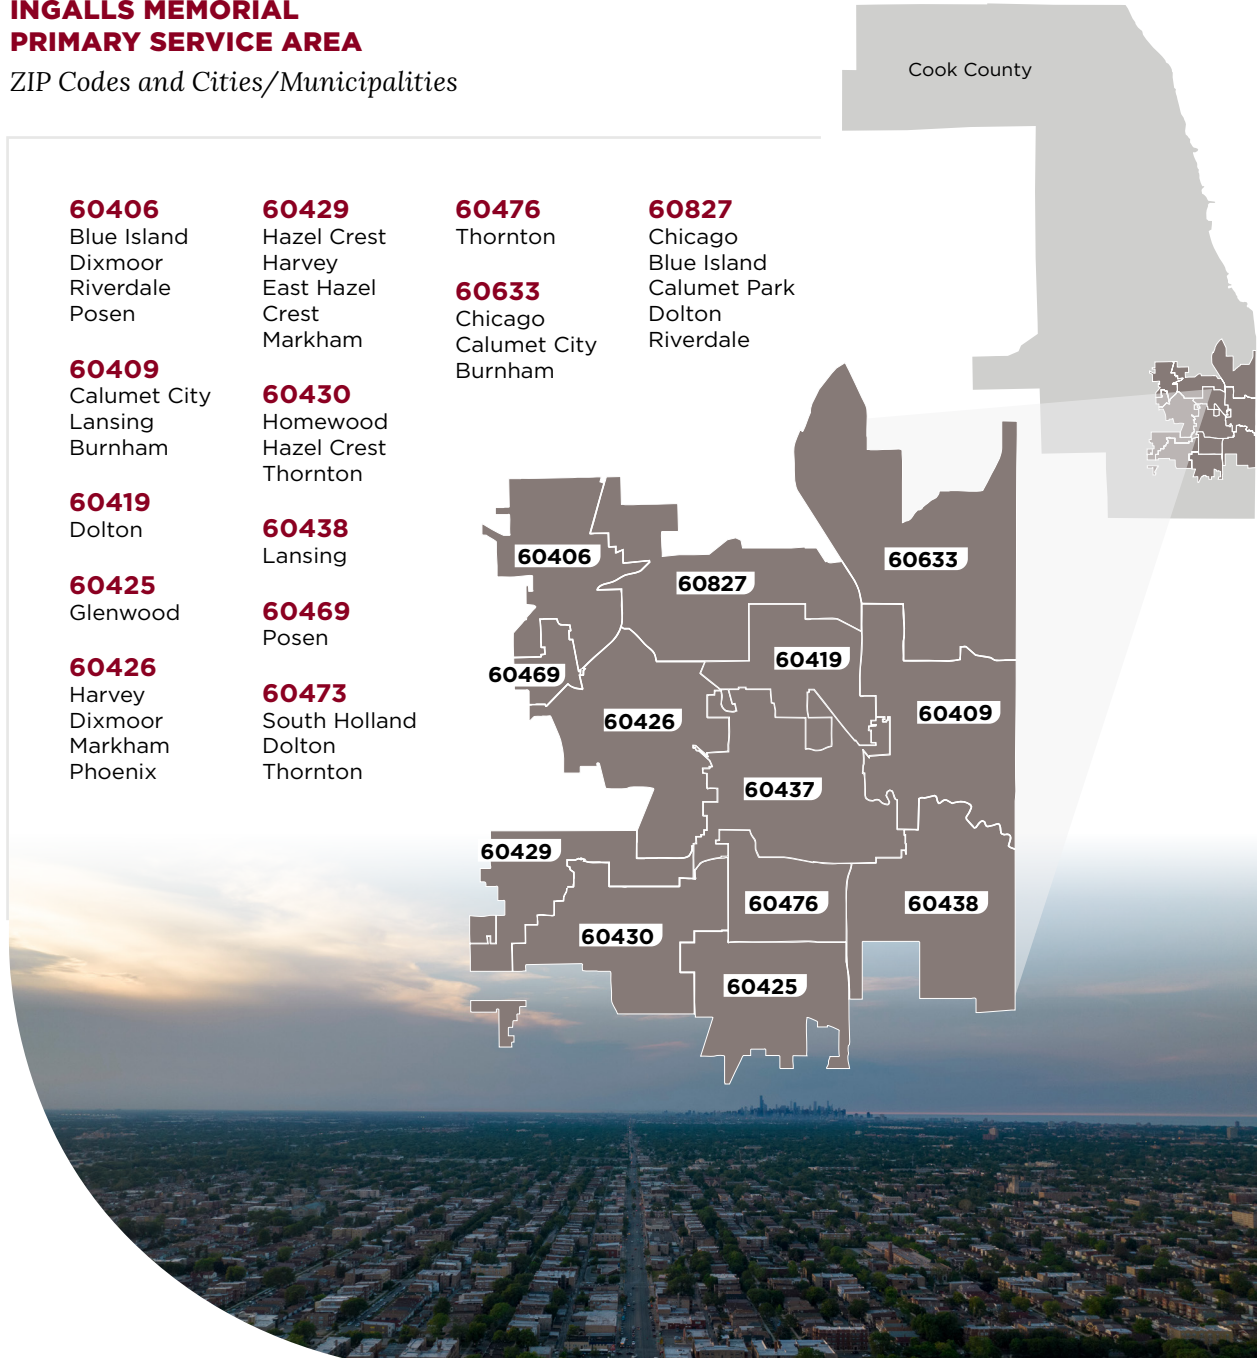 INGALLS MEMORIAL
PRIMARY SERVICE AREA
ZIP Codes and Cities/Municipalities
Cook County
60406
Blue Island
Dixmoor
Riverdale
Posen
60409
Calumet City
Lansing
Burnham
60419
Dolton
60425
Glenwood
60426
Harvey
Dixmoor
Markham
Phoenix
60429
Hazel Crest
Harvey
East Hazel
Crest
Markham
60430
Homewood
Hazel Crest
Thornton
60438
Lansing
60469
Posen
60473
South Holland
Dolton
Thornton
60476
Thornton
60633
Chicago
Calumet City
Burnham
60827
Chicago
Blue Island
Calumet Park
Dolton
Riverdale
60406
60633
60827
60419
60469
60409
60426
60437
60429
60476
60438
60430
60425